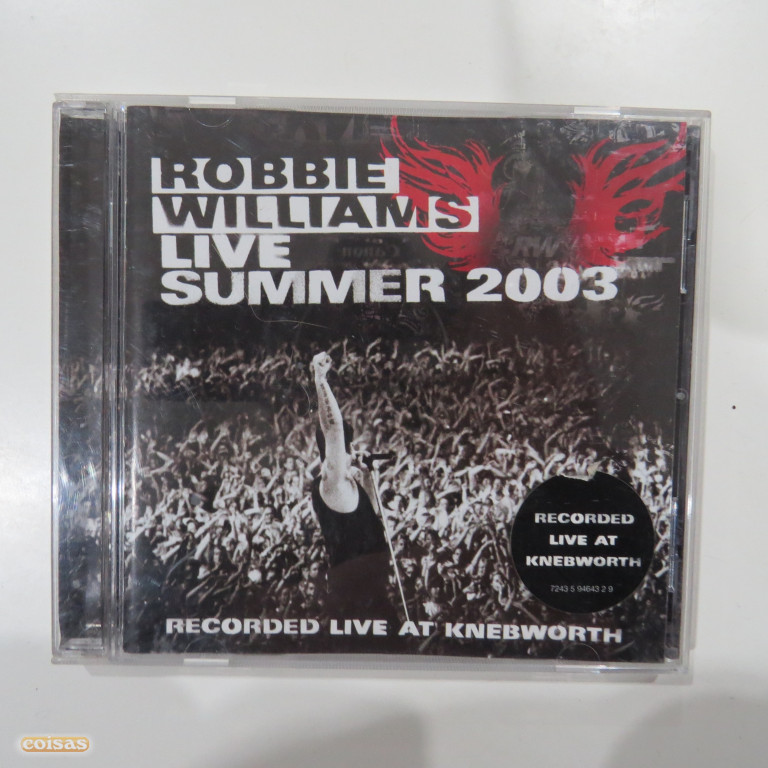 ROBBIE
WILLIAMS
LIVE
SUMMER 2003
RW
RECORDED
LIVE AT
KNEBWORTH
7243 5 94643 2 9
RECORDED LIVE AT KNEBWORTH
coisas